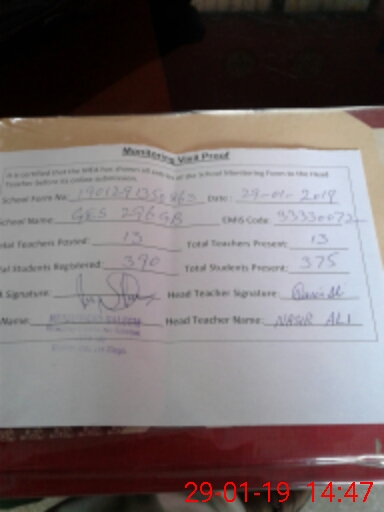 Monitoring Visit Proof
It is certified that the MEA has shown all entries of the School Monitoring Form to the Head
Teacher before its online submission.
School Form No: Date: 29-01-2019
School Name: GES 296 GB EMIS Code: 33330072
Total Teachers Posted: 13 Total Teachers Present: 13
Total Students Registered: 390 Total Students Present: 375
Signature: Head Teacher Signature:
Name: Head Teacher Name: NASIR ALI
29-01-19 14:47